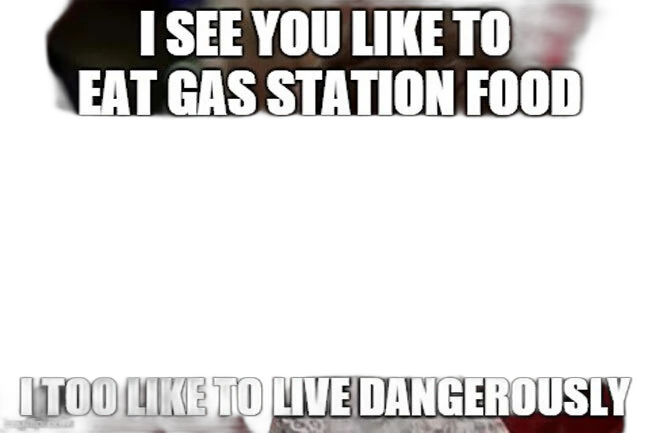 I SEE YOU LIKE TO
EAT GAS STATION FOOD
I TOO LIKE TO LIVE DANGEROUSLY